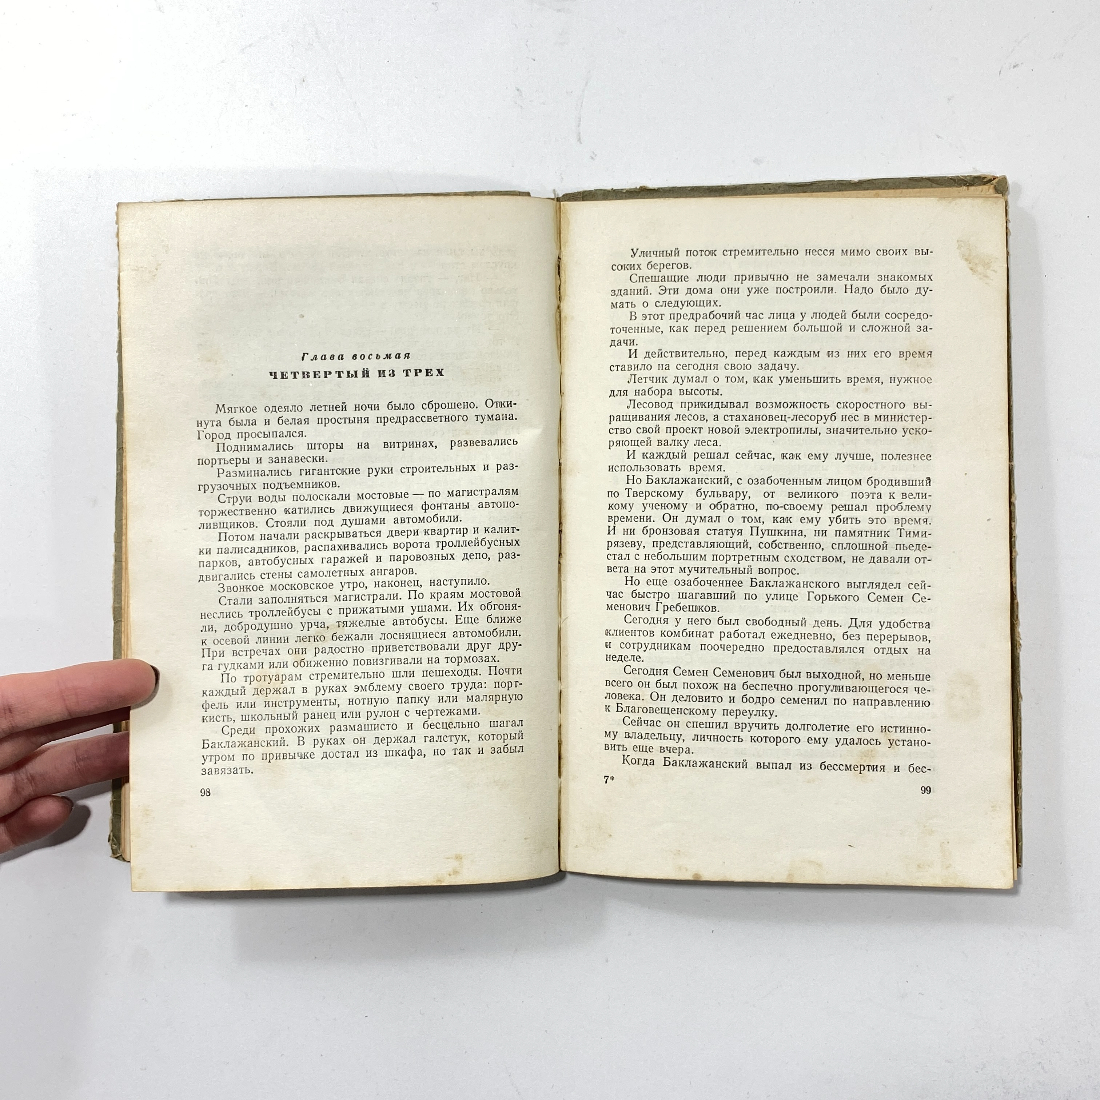 Глава восьмая
ЧЕТВЕРТЫЙ ИЗ ТРЕХ
Мягкое одеяло летней ночи было сброшено. Отки-
нута была и белая простыня предрассветного тумана.
Город просыпался.
Поднимались шторы на витринах, развевались
портьеры и занавески.
Разминались гигантские руки строительных и раз-
грузочных подъемников.
Струи воды полоскали мостовые — по магистралям
торжественно катились движущиеся фонтаны автопо-
ливщиков. Стояли под душами автомобили.
Потом начали раскрываться двери квартир и калит-
ки палисадников, распахивались ворота троллейбусных
парков, автобусных гаражей и паровозных депо, раз-
двигались стены самолетных ангаров.
Звонкое московское утро, наконец, наступило.
Стали заполняться магистрали. По краям мостовой
неслись троллейбусы с прижатыми ушами. Их обгоня-
ли, добродушно урча, тяжелые автобусы. Еще ближе
к осевой линии легко бежали лоснящиеся автомобили.
При встречах они радостно приветствовали друг дру-
га гудками или обиженно повизгивали на тормозах.
По тротуарам стремительно шли пешеходы. Почти
каждый держал в руках эмблему своего труда: порт-
фель или инструменты, нотную папку или малярную
кисть, школьный ранец или рулон с чертежами.
Среди прохожих размашисто и бесцельно шагал
Баклажанский. В руках он держал галстук, который
утром по привычке достал из шкафа, но так и забыл
завязать.
98
Уличный поток стремительно несся мимо своих вы-
соких берегов.
Спешащие люди привычно не замечали знакомых
зданий. Эти дома они уже построили. Надо было ду-
мать о следующих.
В этот предрабочий час лица у людей были сосредо-
точенные, как перед решением большой и сложной за-
дачи.
И действительно, перед каждым из них его время
ставило на сегодня свою задачу.
Летчик думал о том, как уменьшить время, нужное
для набора высоты.
Лесовод прикидывал возможность скоростного вы-
ращивания лесов, а стахановец-лесоруб нес в министер-
ство свой проект новой электропилы, значительно уско-
ряющей валку леса.
И каждый решал сейчас, как ему лучше, полезнее
использовать время.
Но Баклажанский, с озабоченным лицом бродивший
по Тверскому бульвару, от великого поэта к вели-
кому ученому и обратно, по-своему решал проблему
времени. Он думал о том, как ему убить это время.
И ни бронзовая статуя Пушкина, ни памятник Тими-
рязеву, представляющий, собственно, сплошной пьеде-
стал с небольшим портретным сходством, не давали от-
вета на этот мучительный вопрос.
Но еще озабоченнее Баклажанского выглядел сей-
час быстро шагавший по улице Горького Семен Се-
менович Гребешков.
Сегодня у него был свободный день. Для удобства
клиентов комбинат работал ежедневно, без перерывов,
и сотрудникам поочередно предоставлялся отдых на
неделе.
Сегодня Семен Семенович был выходной, но меньше
всего он был похож на беспечно прогуливающегося че-
ловека. Он деловито и бодро семенил по направлению
к Благовещенскому переулку.
Сейчас он спешил вручить долголетие его истинно-
му владельцу, личность которого ему удалось устано-
вить еще вчера.
Когда Баклажанский выпал из бессмертия и бес-
7*
99